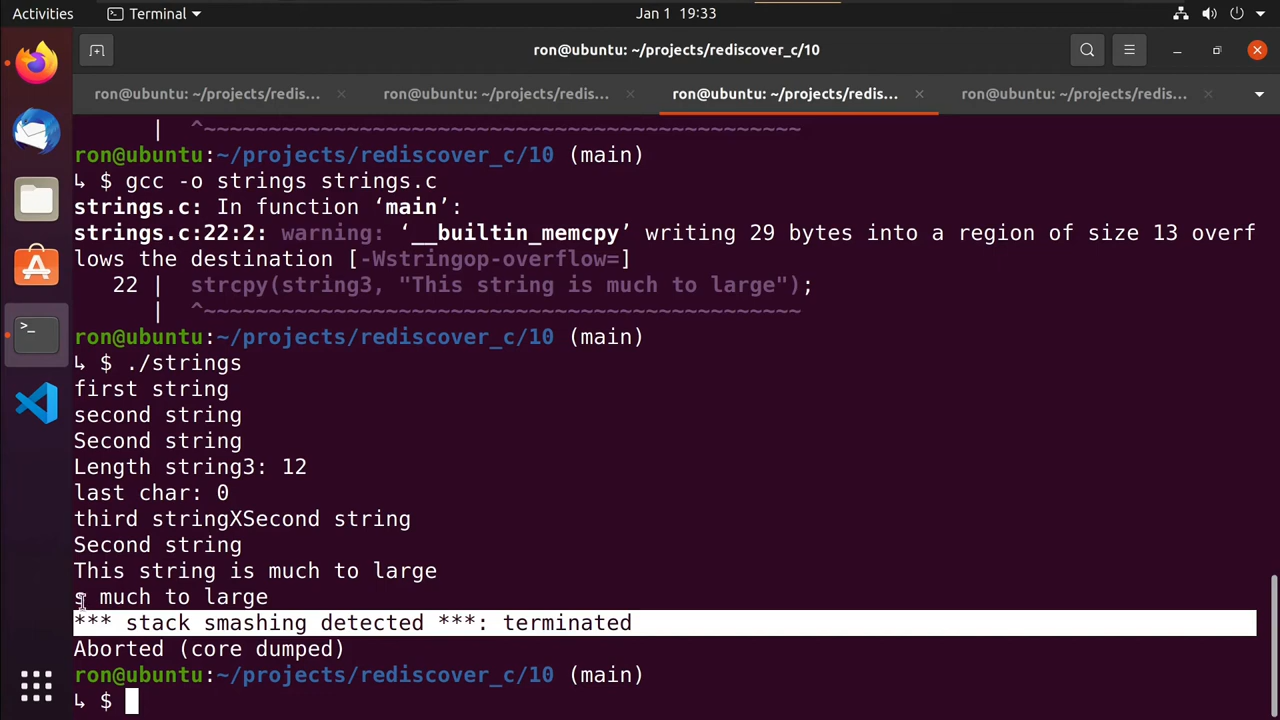 Activities
Terminal
Jan 1 19:33
ron@ubuntu: ~/projects/rediscover_c/10
ron@ubuntu: ~/projects/redis...
ron@ubuntu: ~/projects/redis...
ron@ubuntu: ~/projects/redis...
ron@ubuntu: ~/projects/redis...
| ^~~~~~~~~~~~~~~~~~~~~~~~~~~~~~~~~~~~~~~~~~~~~~~
ron@ubuntu:~/projects/rediscover_c/10 (main)
↳ $ gcc -o strings strings.c
strings.c: In function ‘main’:
strings.c:22:2: warning: ‘__builtin_memcpy’ writing 29 bytes into a region of size 13 overf
lows the destination [-Wstringop-overflow=]
22 | strcpy(string3, "This string is much to large");
| ^~~~~~~~~~~~~~~~~~~~~~~~~~~~~~~~~~~~~~~~~~~~~~~
ron@ubuntu:~/projects/rediscover_c/10 (main)
↳ $ ./strings
first string
second string
Second string
Length string3: 12
last char: 0
third stringXSecond string
Second string
This string is much to large
s much to large
*** stack smashing detected ***: terminated
Aborted (core dumped)
ron@ubuntu:~/projects/rediscover_c/10 (main)
↳ $